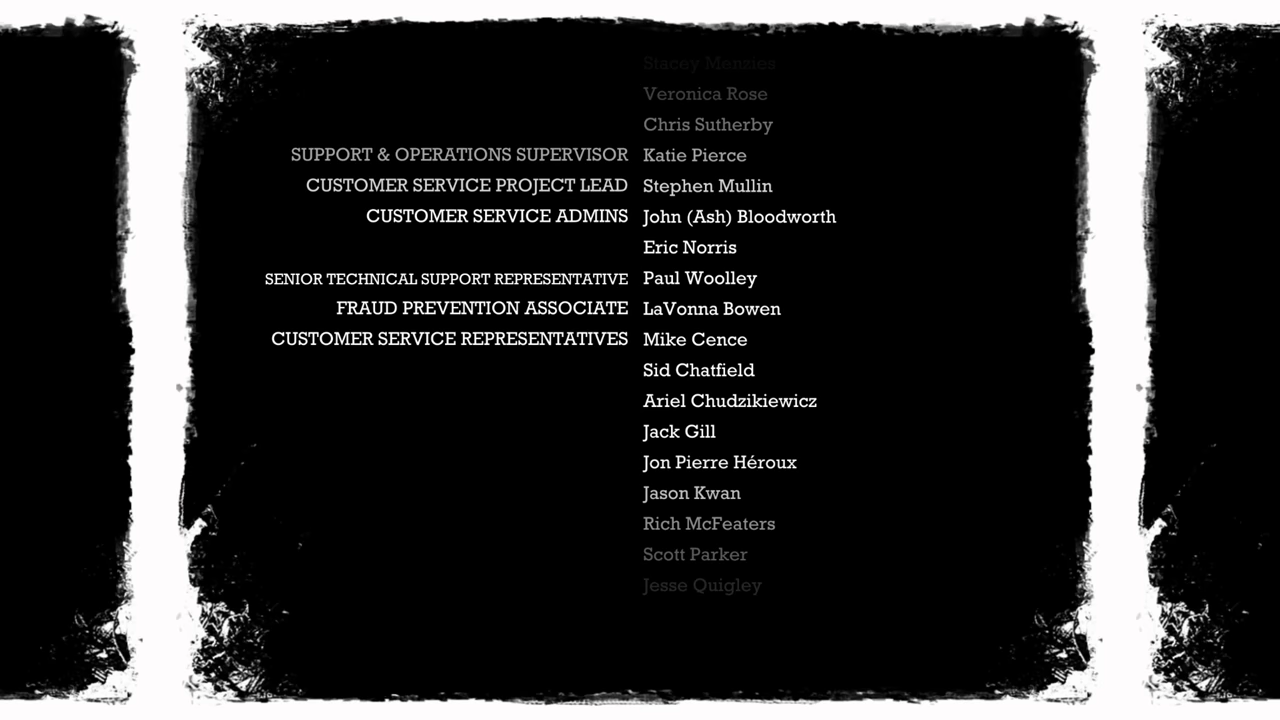 Stacey Menzies
Veronica Rose
Chris Sutherby
SUPPORT & OPERATIONS SUPERVISOR Katie Pierce
CUSTOMER SERVICE PROJECT LEAD Stephen Mullin
CUSTOMER SERVICE ADMINS John (Ash) Bloodworth
Eric Norris
SENIOR TECHNICAL SUPPORT REPRESENTATIVE Paul Woolley
FRAUD PREVENTION ASSOCIATE LaVonna Bowen
CUSTOMER SERVICE REPRESENTATIVES Mike Cence
Sid Chatfield
Ariel Chudzikiewicz
Jack Gill
Jon Pierre Héroux
Jason Kwan
Rich McFeaters
Scott Parker
Jesse Quigley